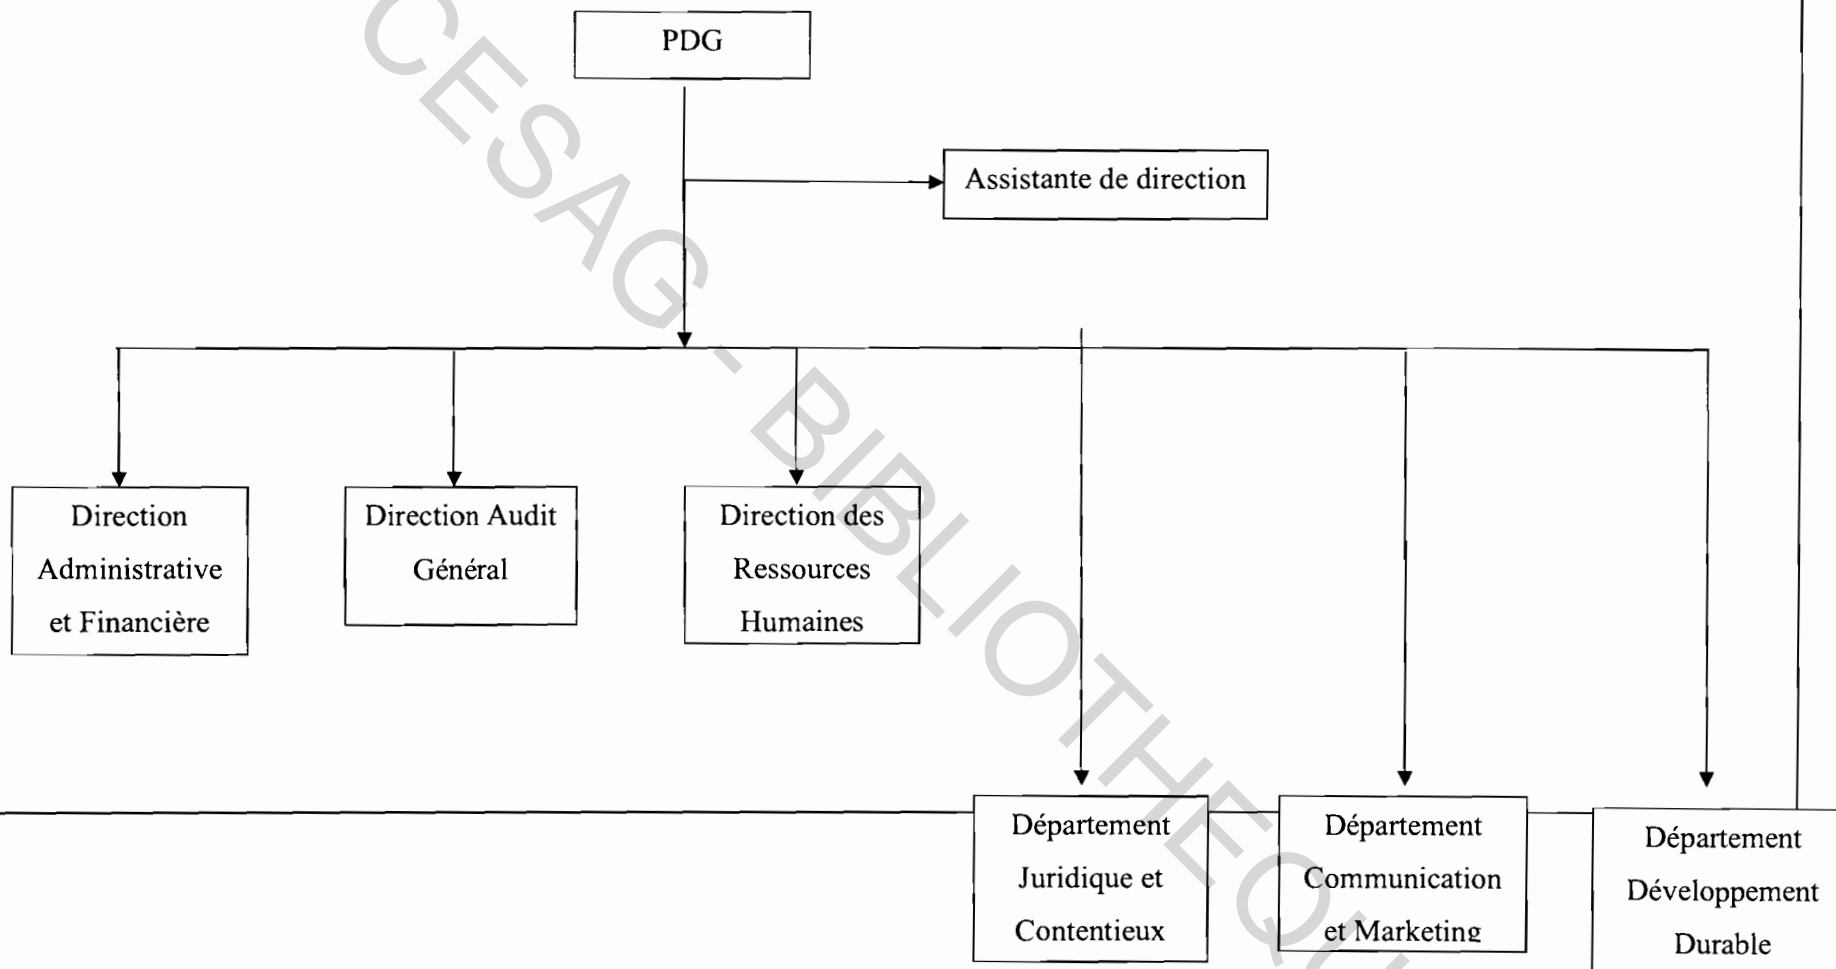 PDG
Assistante de direction
Direction
Administrative
et Financière
Direction Audit
Général
Direction des
Ressources
Humaines
Département
Juridique et
Contentieux
Département
Communication
et Marketing
Département
Développement
Durable
CESAG - BIBLIOTHEQU